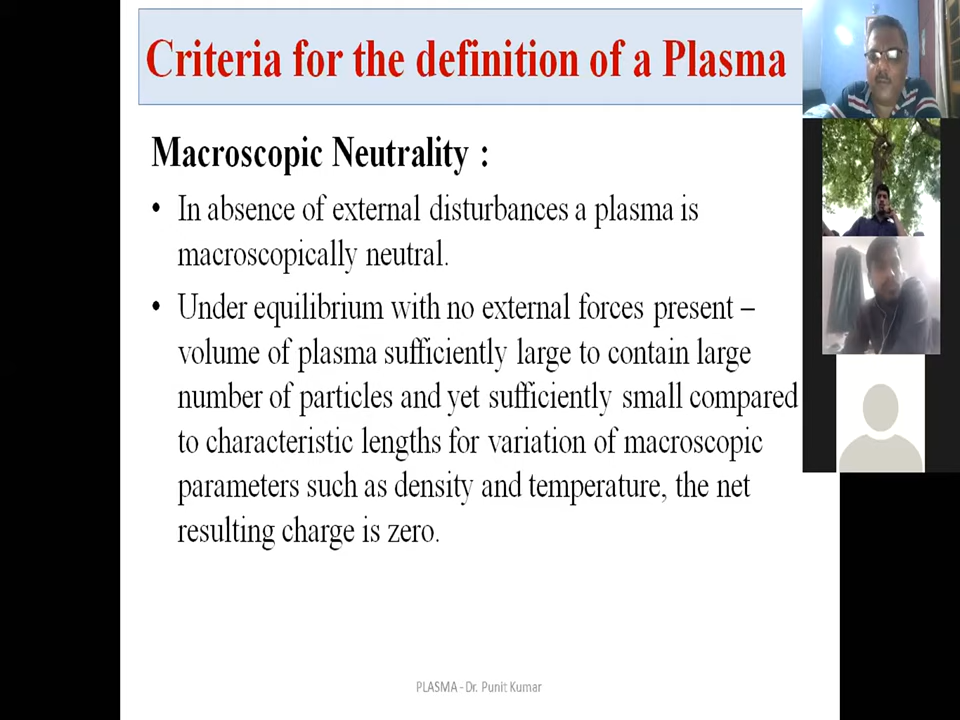 Criteria for the definition of a Plasma
Macroscopic Neutrality :
• In absence of external disturbances a plasma is
macroscopically neutral.
• Under equilibrium with no external forces present –
volume of plasma sufficiently large to contain large
number of particles and yet sufficiently small compared
to characteristic lengths for variation of macroscopic
parameters such as density and temperature, the net
resulting charge is zero.
PLASMA - Dr. Punit Kumar